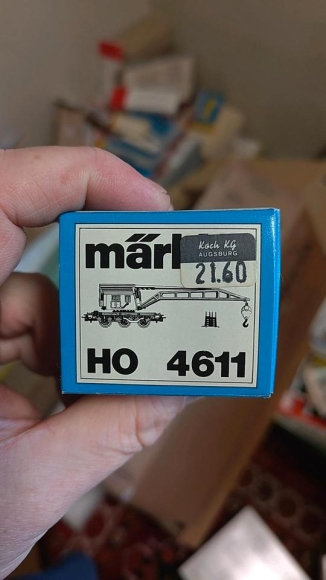 märkl
Koch KG
AUGSBURG
21.60
HO 4611